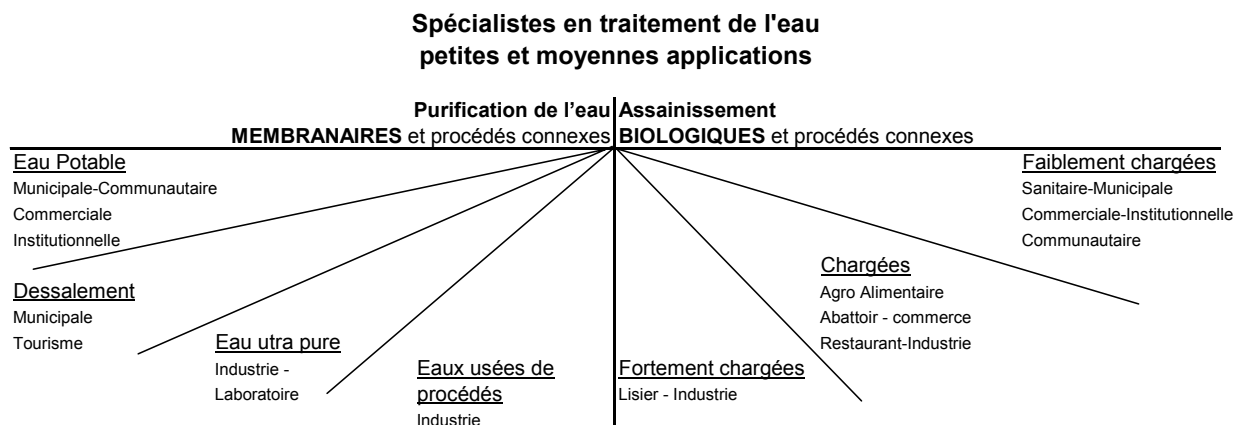 Spécialistes en traitement de l'eau
petites et moyennes applications
Purification de l'eau
MEMBRANAIRES et procédés connexes
Assainissement
BIOLOGIQUES et procédés connexes
Eau Potable
Municipale-Communautaire
Commerciale
Institutionnelle
Dessalement
Municipale
Tourisme
Eau utra pure
Industrie -
Laboratoire
Eaux usées de
procédés
Industrie
Fortement chargées
Lisier - Industrie
Chargées
Agro Alimentaire
Abattoir - commerce
Restaurant-Industrie
Faiblement chargées
Sanitaire-Municipale
Commerciale-Institutionnelle
Communautaire